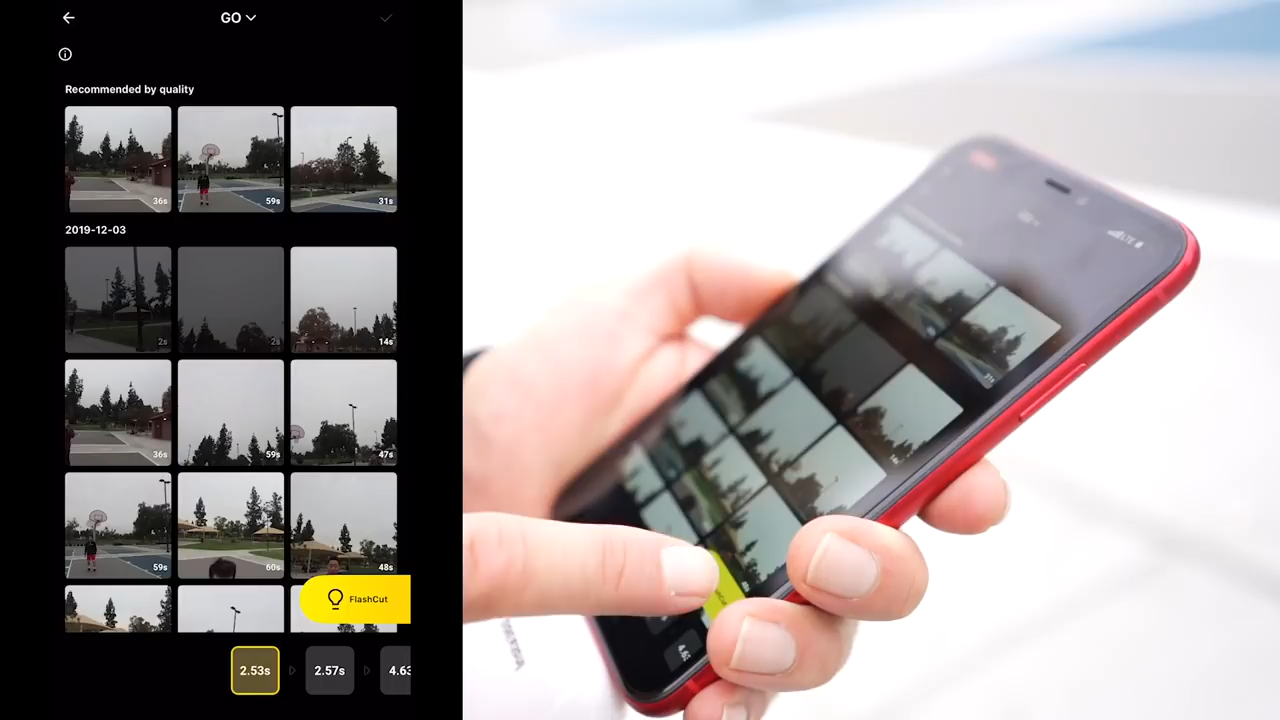 GO
Recommended by quality
36s
59s
31s
2019-12-03
2s
2s
14s
36s
59s
47s
59s
60s
48s
FlashCut
2.53s
2.57s
4.63
LTE